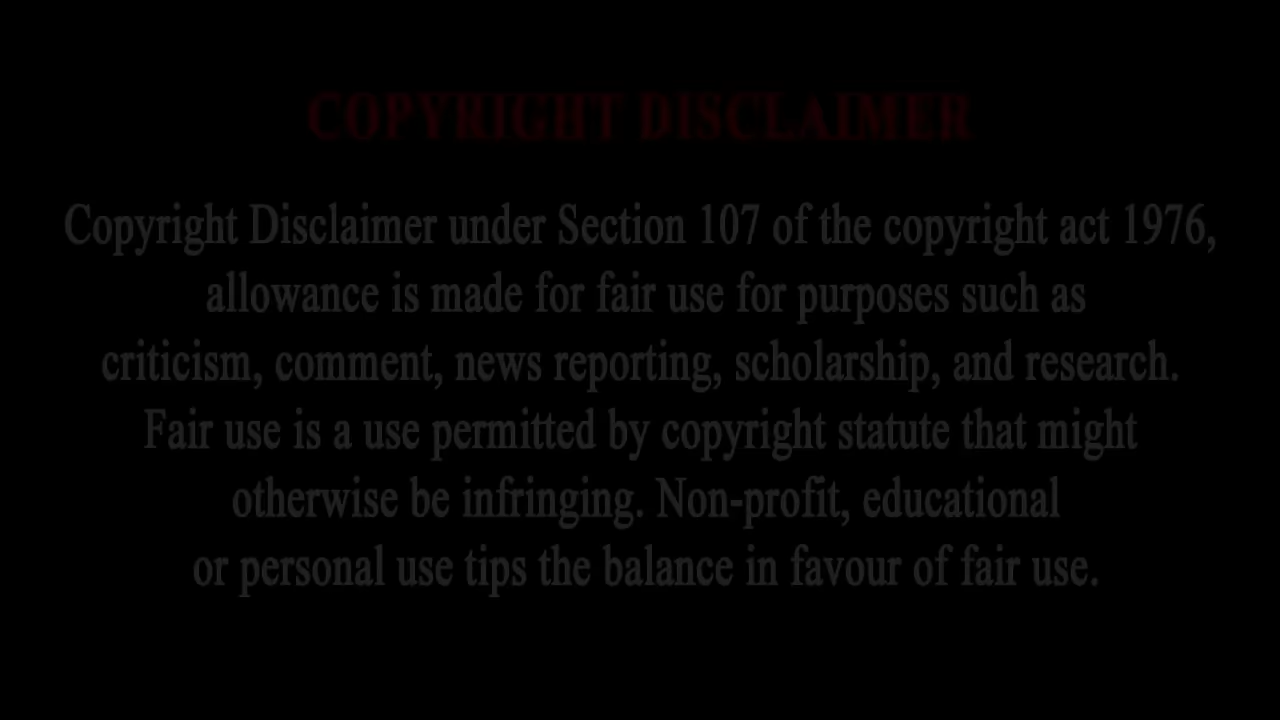 COPYRIGHT DISCLAIMER
Copyright Disclaimer under Section 107 of the copyright act 1976,
allowance is made for fair use for purposes such as
criticism, comment, news reporting, scholarship, and research.
Fair use is a use permitted by copyright statute that might
otherwise be infringing. Non-profit, educational
or personal use tips the balance in favour of fair use.